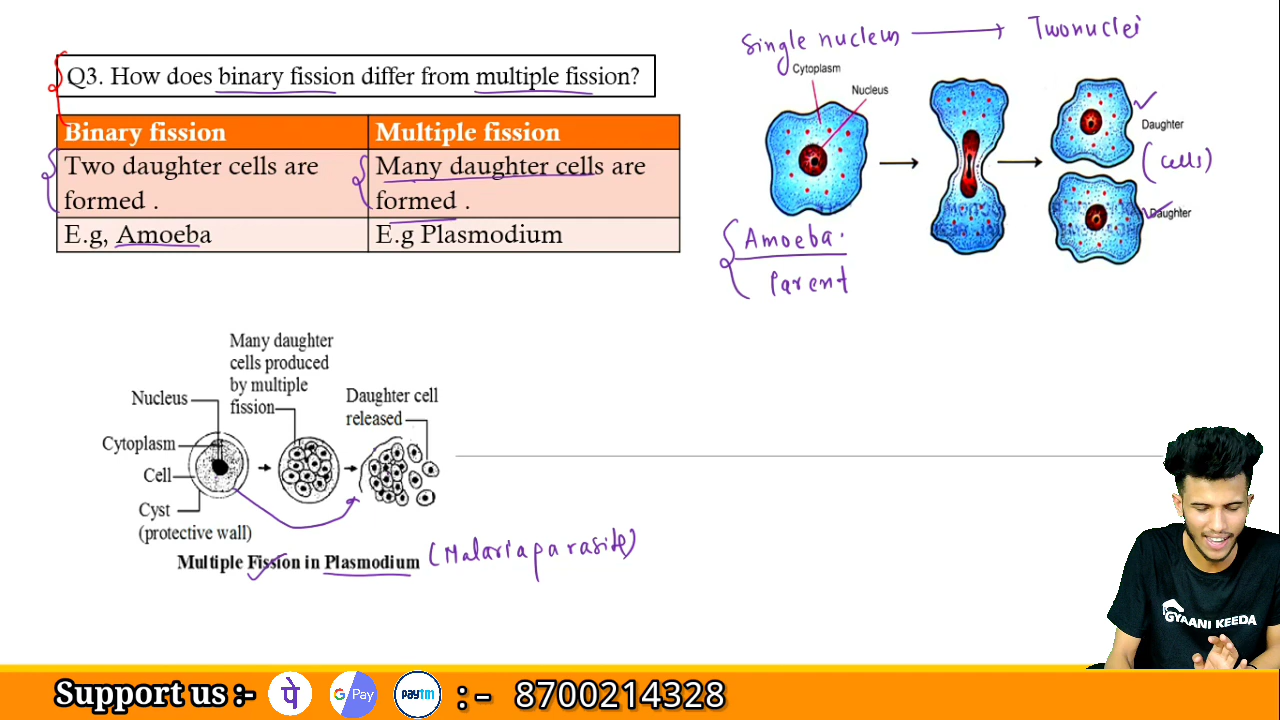 Q3. How does binary fission differ from multiple fission?
Binary fission
Multiple fission
Two daughter cells are
formed .
Many daughter cells are
formed .
E.g, Amoeba
E.g Plasmodium
Single nucleus
Two nuclei
Cytoplasm
Nucleus
Daughter
(cells)
Daughter
Amoeba.
Parent
Many daughter
cells produced
by multiple
fission
Daughter cell
released
Nucleus
Cytoplasm
Cell
Cyst
(protective wall)
Multiple Fission in Plasmodium
(Malaria parasite)
GYAANI KEEDA
Support us :-
पे
G Pay
paytm
: - 8700214328